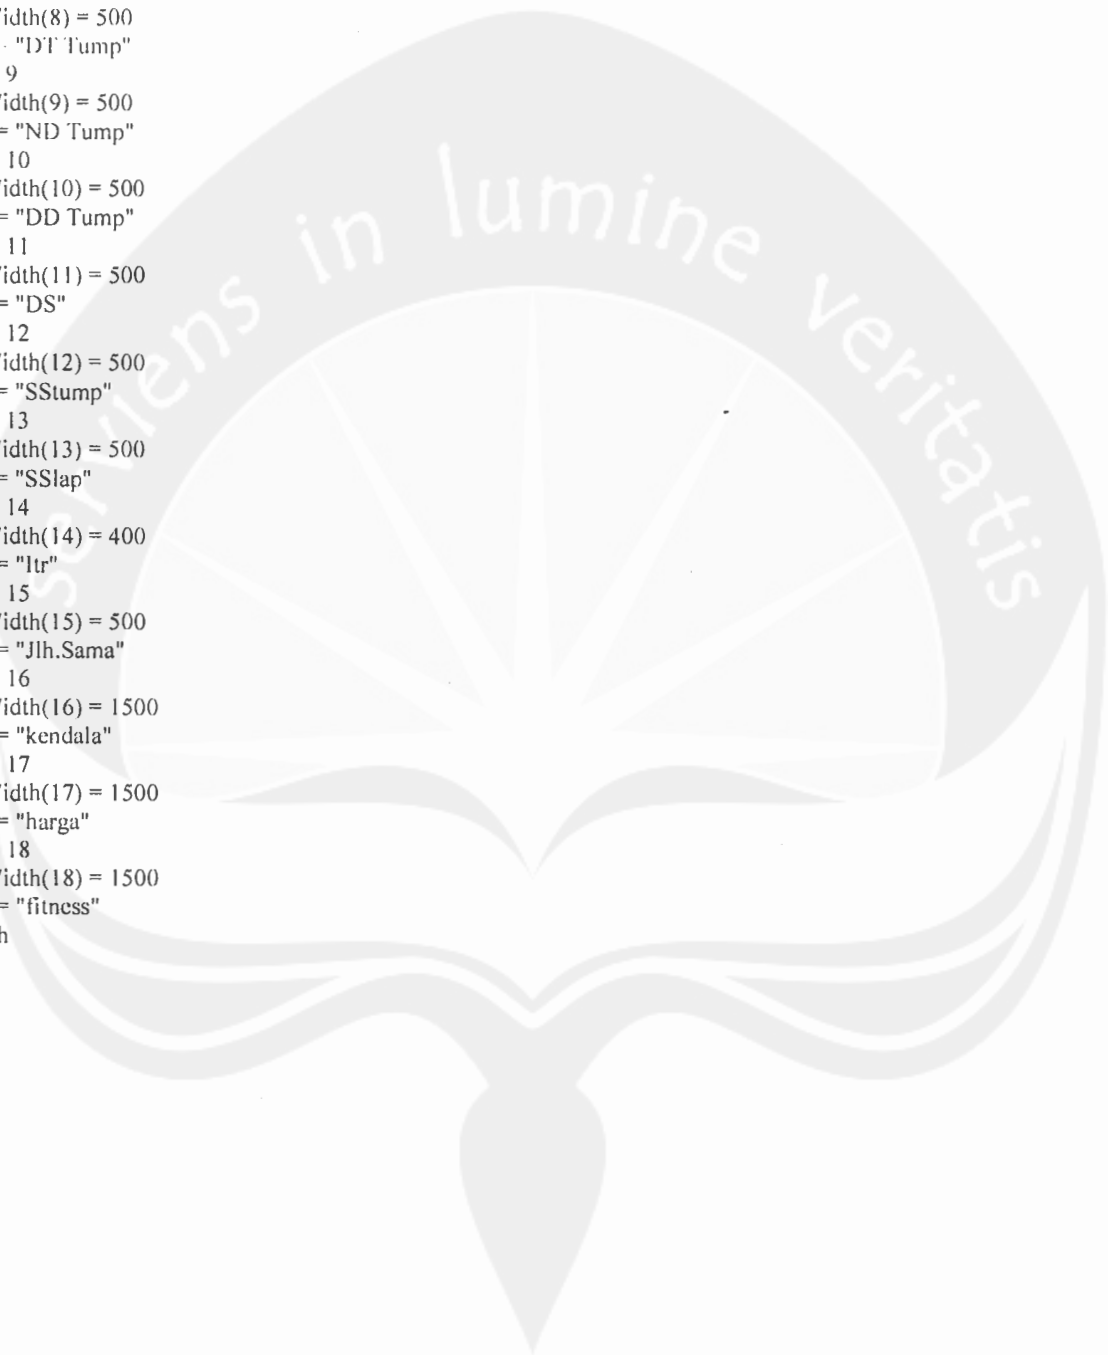 idth(8) = 500
"DT Tump"
9
idth(9) = 500
= "ND Tump"
10
idth(10) = 500
= "DD Tump"
11
idth(11) = 500
= "DS"
12
idth(12) = 500
= "SStump"
13
idth(13) = 500
= "SSlap"
14
idth(14) = 400
= "ltr"
15
idth(15) = 500
= "Jlh.Sama"
16
idth(16) = 1500
= "kendala"
17
idth(17) = 1500
= "harga"
18
idth(18) = 1500
= "fitness"
h
serviens in lumine veritatis